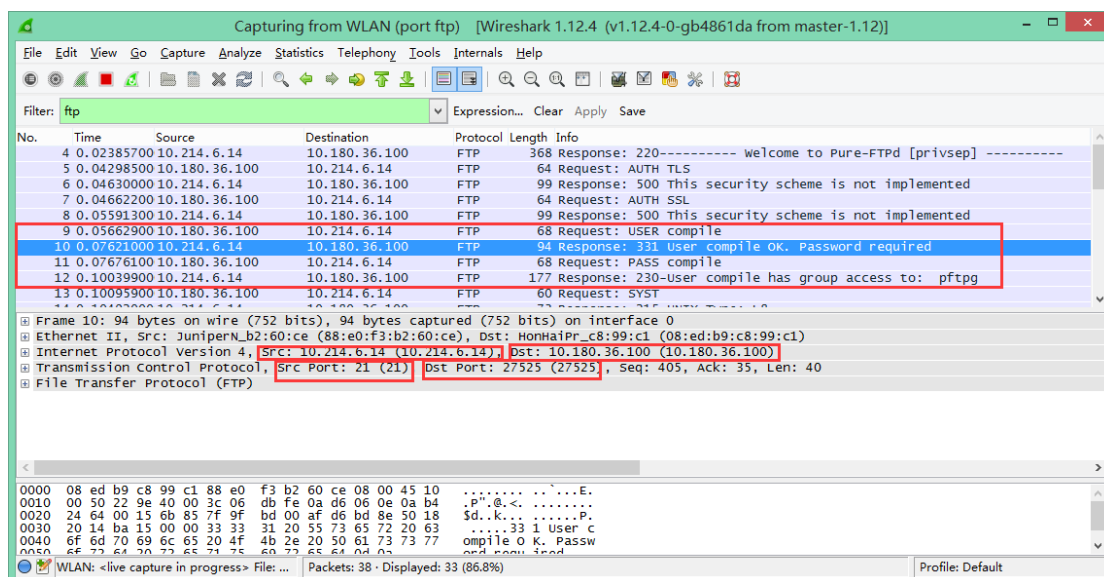 Capturing from WLAN (port ftp) [Wireshark 1.12.4 (v1.12.4-0-gb4861da from master-1.12)]
File Edit View Go Capture Analyze Statistics Telephony Tools Internals Help
Filter: ftp Expression... Clear Apply Save
No. Time Source Destination Protocol Length Info
4 0.02385700 10.214.6.14 10.180.36.100 FTP 368 Response: 220---------- Welcome to Pure-FTPd [privsep] ----------
5 0.04298500 10.180.36.100 10.214.6.14 FTP 64 Request: AUTH TLS
6 0.04630000 10.214.6.14 10.180.36.100 FTP 99 Response: 500 This security scheme is not implemented
7 0.04662200 10.180.36.100 10.214.6.14 FTP 64 Request: AUTH SSL
8 0.05591300 10.214.6.14 10.180.36.100 FTP 99 Response: 500 This security scheme is not implemented
9 0.05662900 10.180.36.100 10.214.6.14 FTP 68 Request: USER compile
10 0.07621000 10.214.6.14 10.180.36.100 FTP 94 Response: 331 User compile OK. Password required
11 0.07676100 10.180.36.100 10.214.6.14 FTP 68 Request: PASS compile
12 0.10039900 10.214.6.14 10.180.36.100 FTP 177 Response: 230-User compile has group access to: pftpg
13 0.10095900 10.180.36.100 10.214.6.14 FTP 60 Request: SYST
Frame 10: 94 bytes on wire (752 bits), 94 bytes captured (752 bits) on interface 0
Ethernet II, Src: JuniperN_b2:60:ce (88:e0:f3:b2:60:ce), Dst: HonHaiPr_c8:99:c1 (08:ed:b9:c8:99:c1)
Internet Protocol Version 4, Src: 10.214.6.14 (10.214.6.14), Dst: 10.180.36.100 (10.180.36.100)
Transmission Control Protocol, Src Port: 21 (21), Dst Port: 27525 (27525), Seq: 405, Ack: 35, Len: 40
File Transfer Protocol (FTP)
0000 08 ed b9 c8 99 c1 88 e0 f3 b2 60 ce 08 00 45 10 ........ ..`...E.
0010 00 50 22 9e 40 00 3c 06 db fe 0a d6 06 0e 0a b4 .P".@.<. ........
0020 24 64 00 15 6b 85 7f 9f bd 00 af d6 bd 8e 50 18 $d..k... ......P.
0030 20 14 ba 15 00 00 33 33 31 20 55 73 65 72 20 63 .....33 1 User c
0040 6f 6d 70 69 6c 65 20 4f 4b 2e 20 50 61 73 73 77 ompile O K. Passw
0050 6f 72 64 20 72 65 71 75 69 72 65 64 0d 0a ord requ ired..
WLAN: <live capture in progress> File: ... Packets: 38 · Displayed: 33 (86.8%) Profile: Default